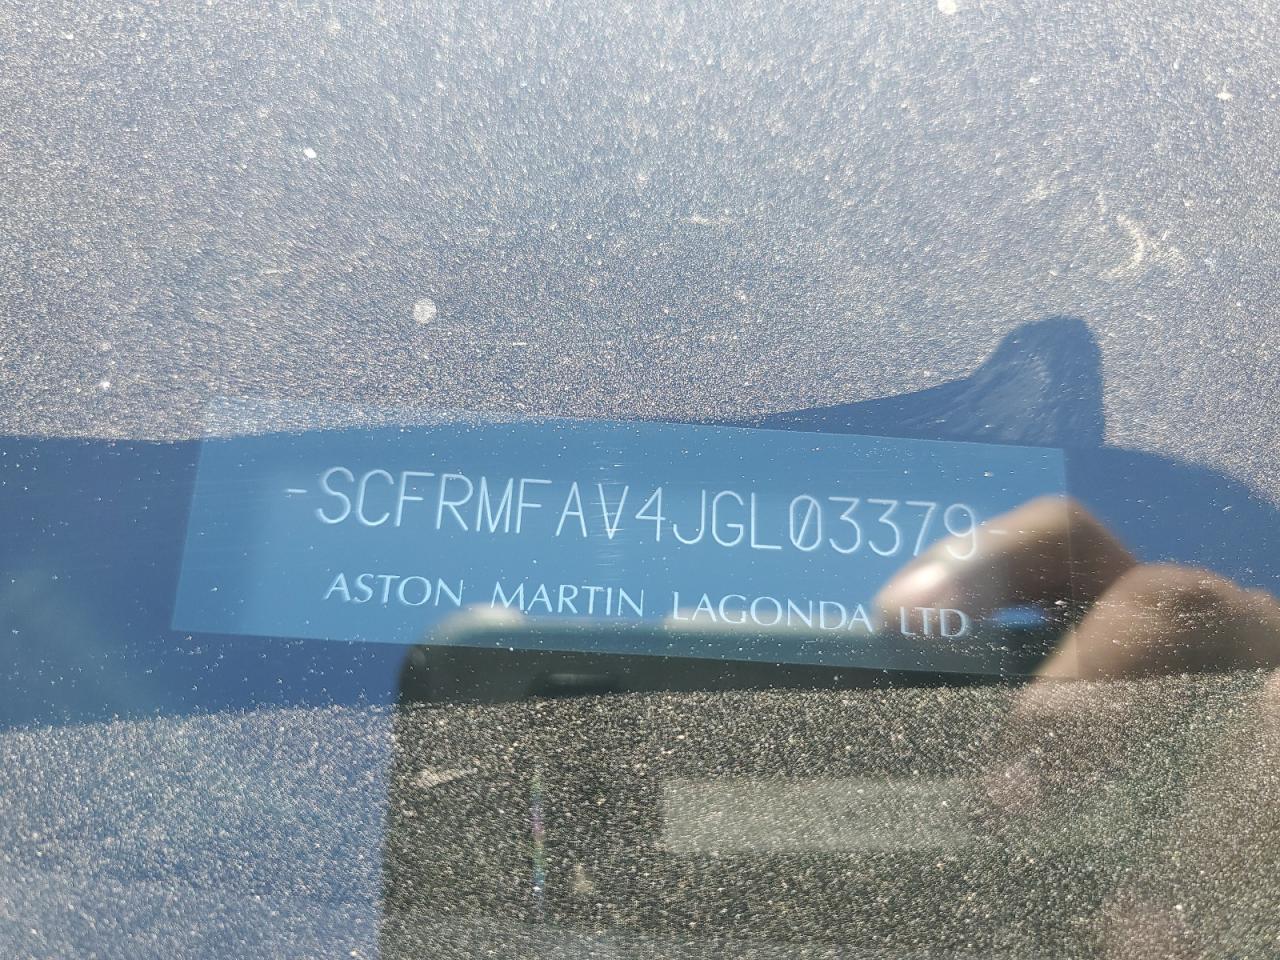 -SCFRMFAV4JGL03379-
ASTON MARTIN LAGONDA LTD